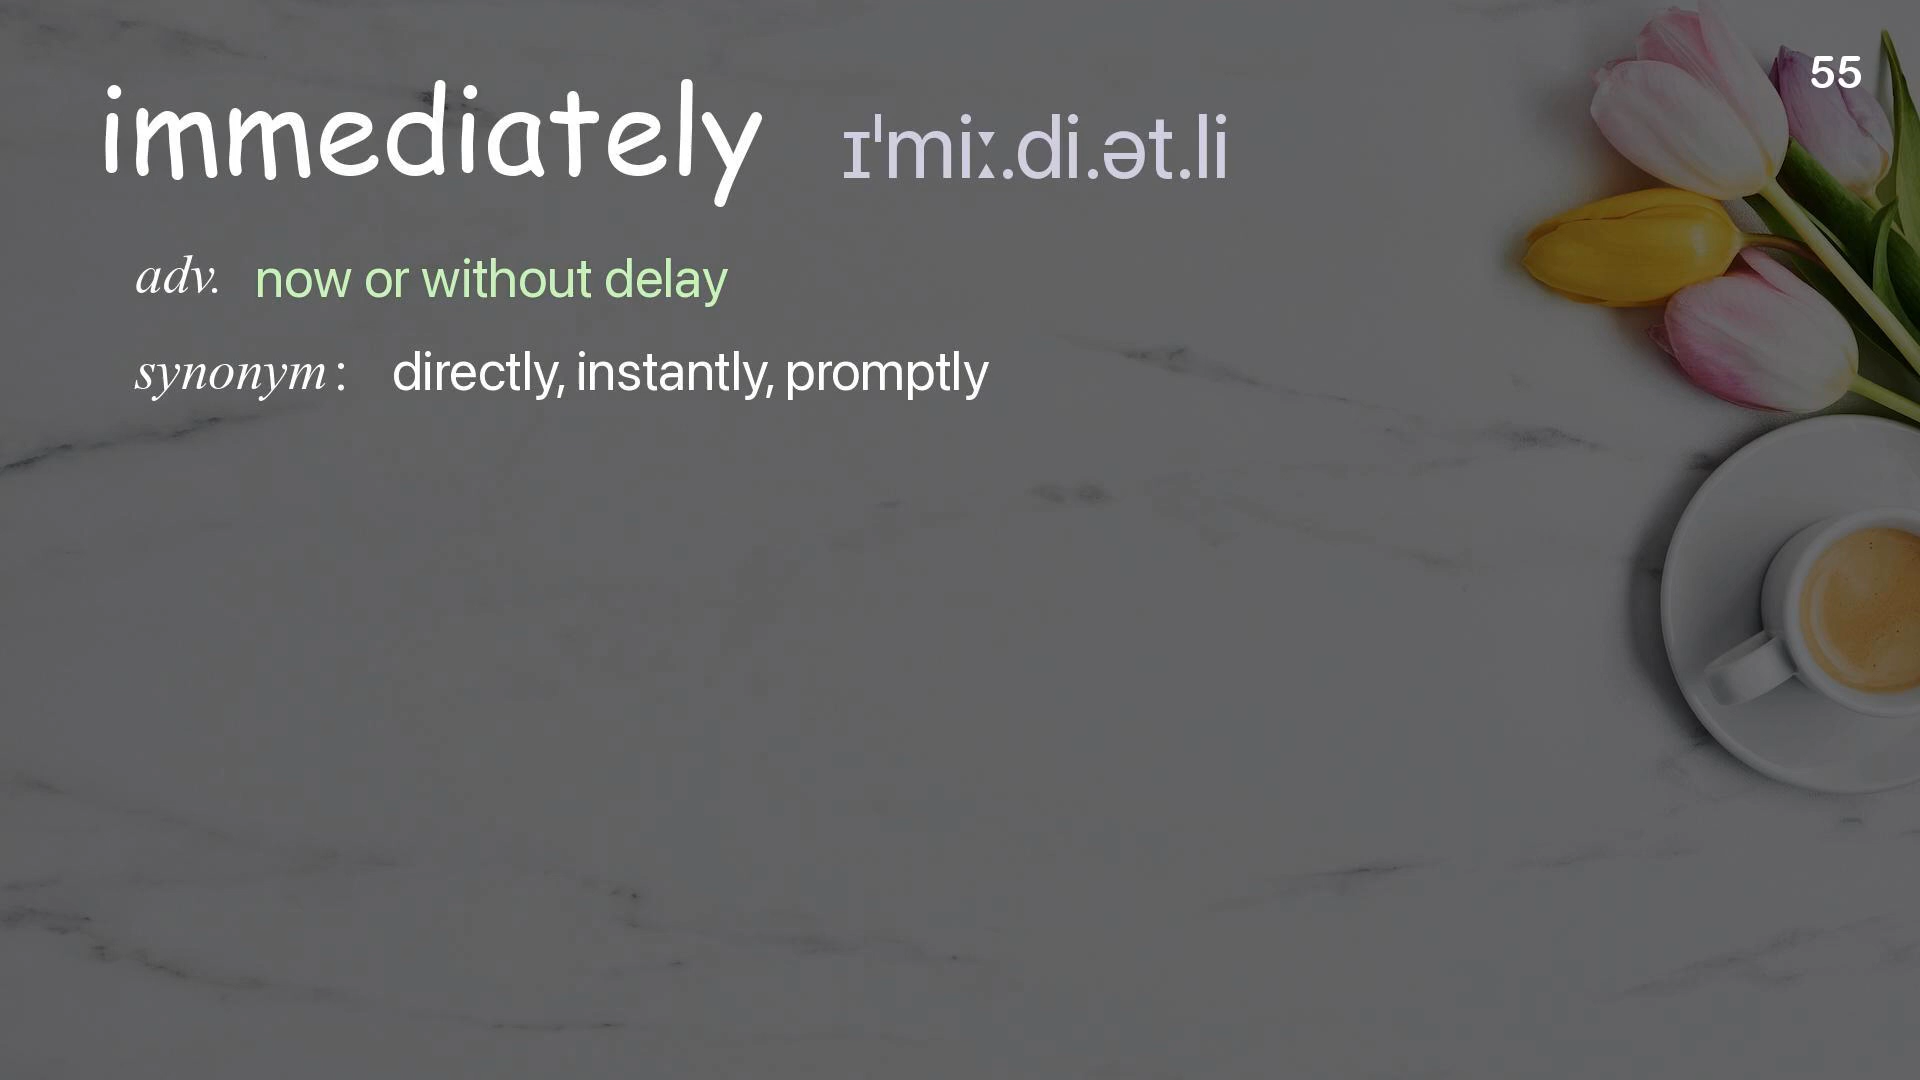 55
immediately ɪˈmiː.di.ət.li
adv. now or without delay
synonym : directly, instantly, promptly